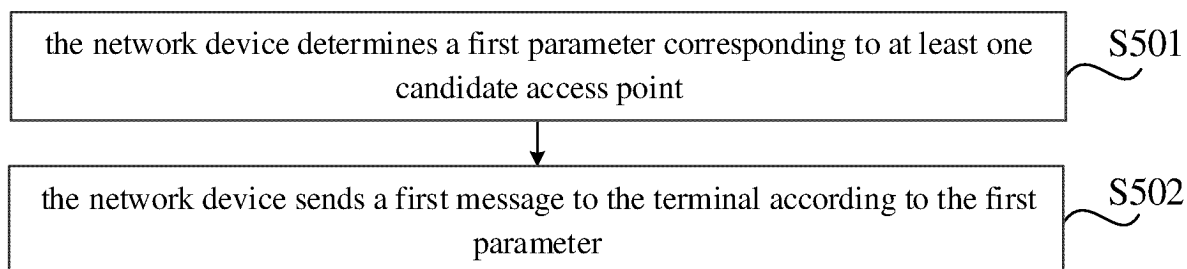 the network device determines a first parameter corresponding to at least one
candidate access point
S501
the network device sends a first message to the terminal according to the first
parameter
S502